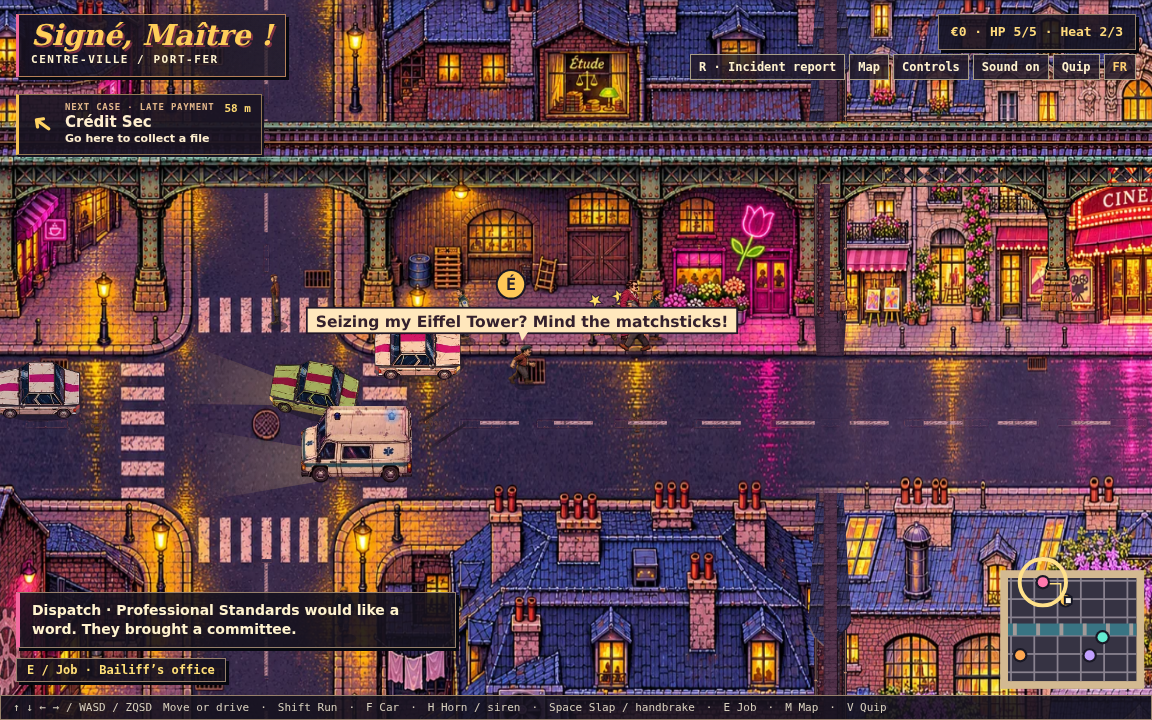 Signé, Maître !
CENTRE-VILLE / PORT-FER
€0 · HP 5/5 · Heat 2/3
R · Incident report
Map
Controls
Sound on
Quip
FR
NEXT CASE · LATE PAYMENT
58 m
Crédit Sec
Go here to collect a file
Étude
CINE
É
Seizing my Eiffel Tower? Mind the matchsticks!
Dispatch · Professional Standards would like a
word. They brought a committee.
E / Job · Bailiff’s office
↑ ↓ ← → / WASD / ZQSD Move or drive · Shift Run · F Car · H Horn / siren · Space Slap / handbrake · E Job · M Map · V Quip